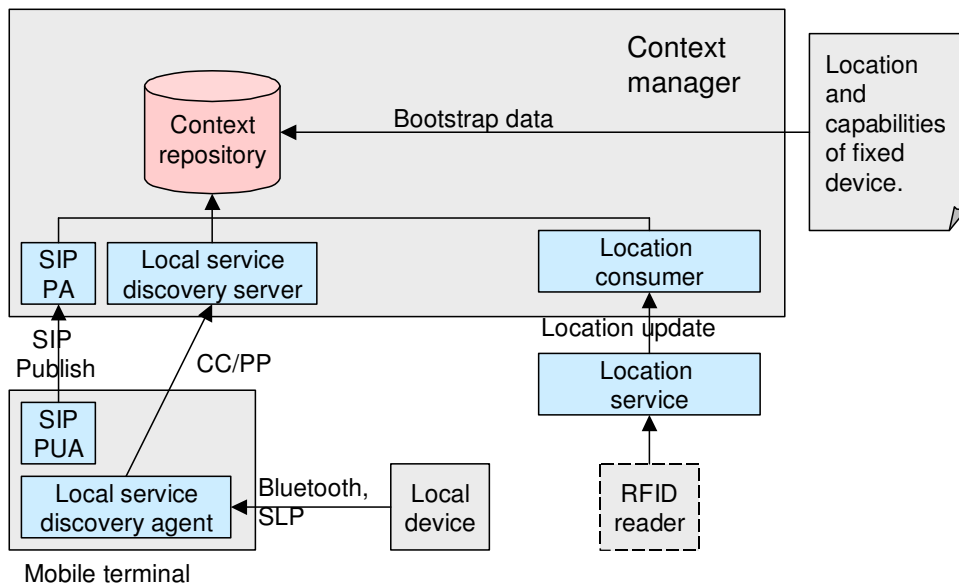 Context
manager
Location
and
capabilities
of fixed
device.
Context
repository
Bootstrap data
SIP
PA
Local service
discovery server
Location
consumer
SIP
Publish
CC/PP
Location update
Location
service
SIP
PUA
Local service
discovery agent
Bluetooth,
SLP
Local
device
RFID
reader
Mobile terminal